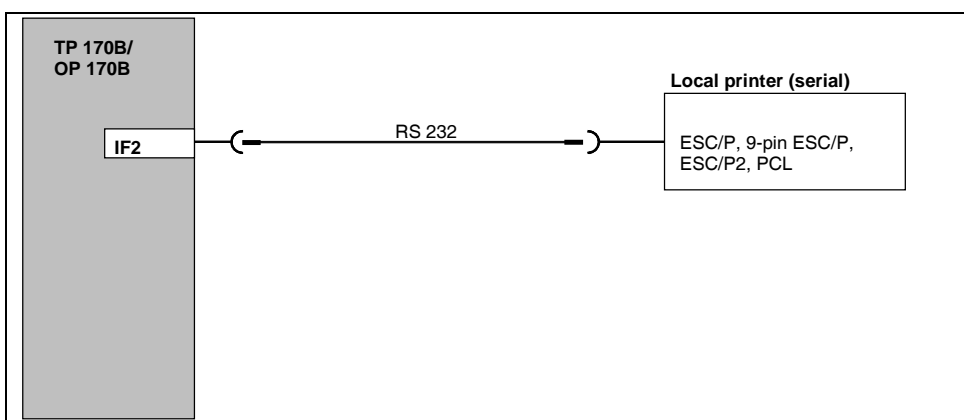 TP 170B/
OP 170B
IF2
RS 232
Local printer (serial)
ESC/P, 9-pin ESC/P,
ESC/P2, PCL